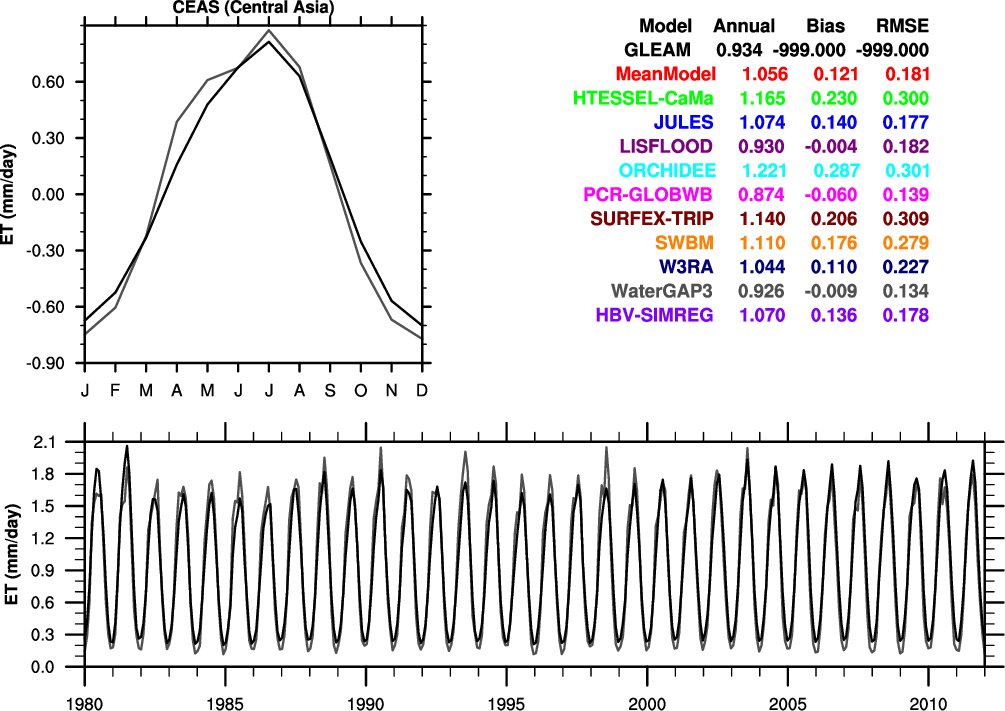 CEAS (Central Asia)
Model Annual Bias RMSE
GLEAM 0.934 -999.000 -999.000
MeanModel 1.056 0.121 0.181
HTESSEL-CaMa 1.165 0.230 0.300
JULES 1.074 0.140 0.177
LISFLOOD 0.930 -0.004 0.182
ORCHIDEE 1.221 0.287 0.301
PCR-GLOBWB 0.874 -0.060 0.139
SURFEX-TRIP 1.140 0.206 0.309
SWBM 1.110 0.176 0.279
W3RA 1.044 0.110 0.227
WaterGAP3 0.926 -0.009 0.134
HBV-SIMREG 1.070 0.136 0.178
ET (mm/day)
0.60
0.30
0.00
-0.30
-0.60
-0.90
J F M A M J J A S O N D
ET (mm/day)
2.1
1.8
1.5
1.2
0.9
0.6
0.3
0.0
1980 1985 1990 1995 2000 2005 2010